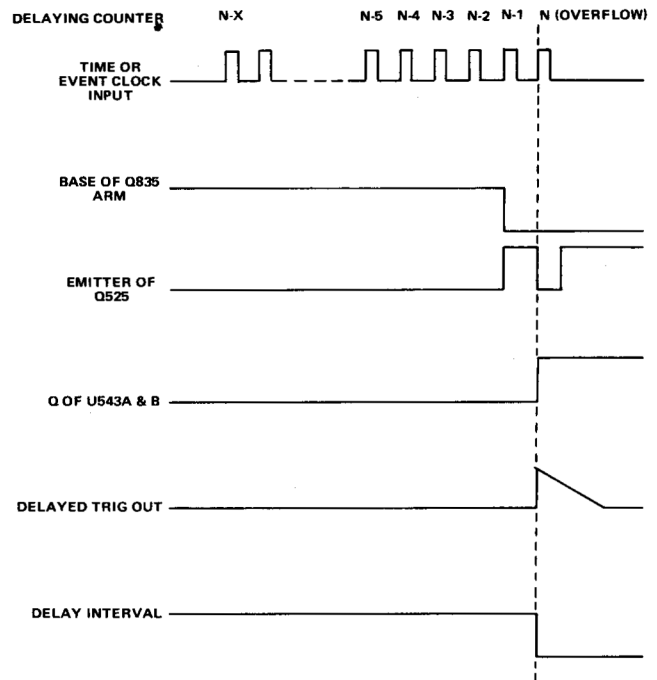 DELAYING COUNTER N-X N-5 N-4 N-3 N-2 N-1 N (OVERFLOW)
TIME OR
EVENT CLOCK
INPUT
BASE OF Q835
ARM
EMITTER OF
Q525
Q OF U543A & B
DELAYED TRIG OUT
DELAY INTERVAL